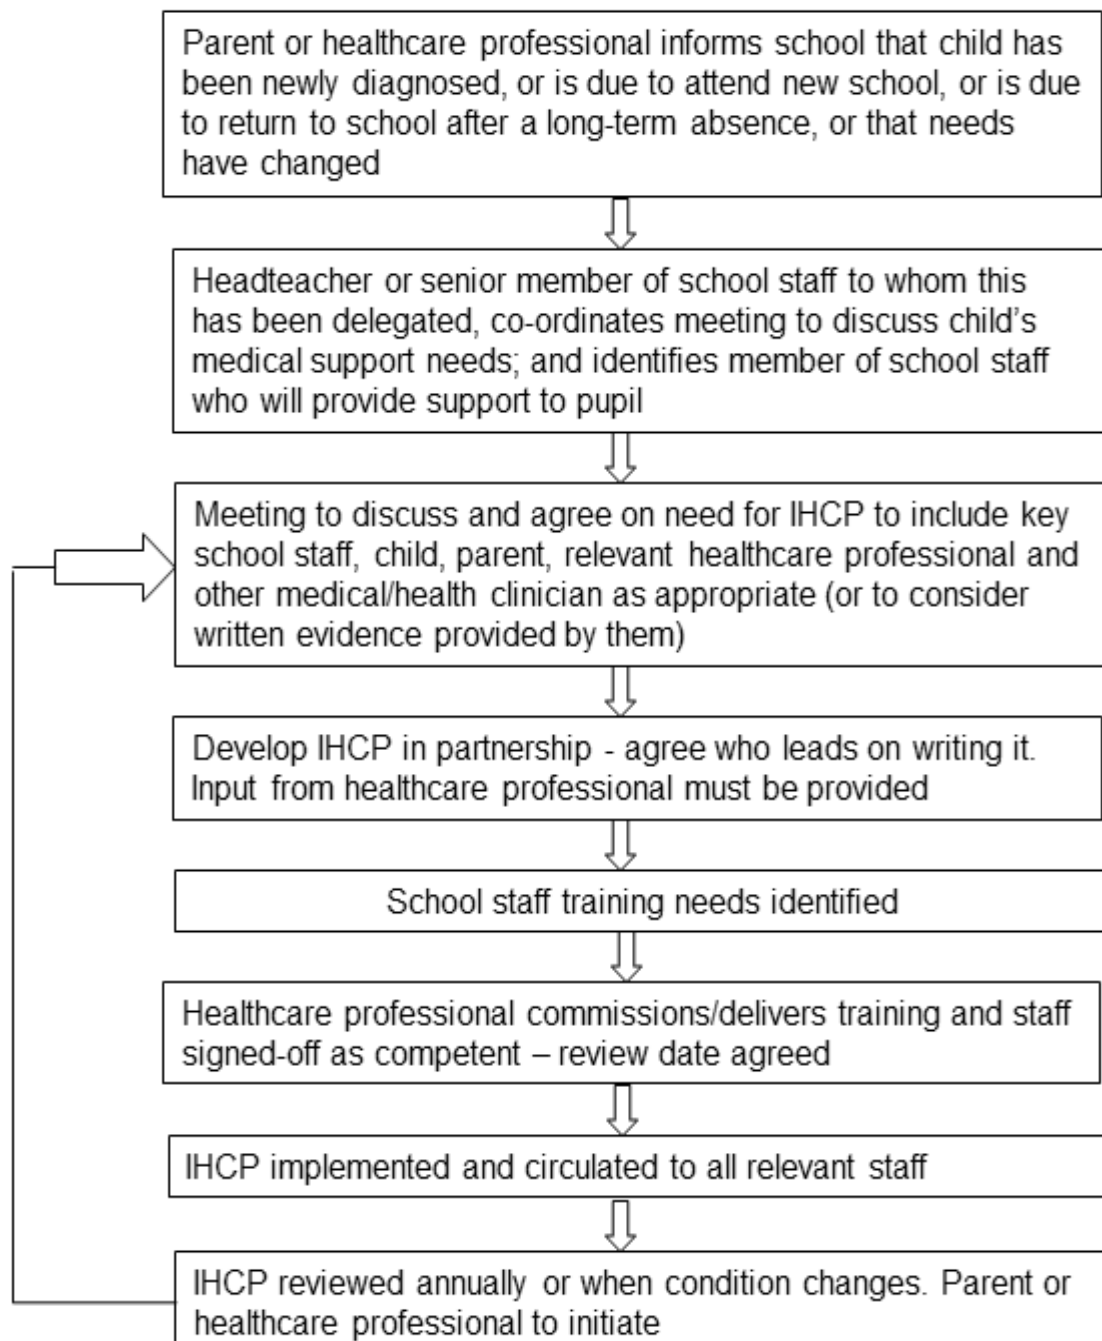 Parent or healthcare professional informs school that child has
been newly diagnosed, or is due to attend new school, or is due
to return to school after a long-term absence, or that needs
have changed
Headteacher or senior member of school staff to whom this
has been delegated, co-ordinates meeting to discuss child's
medical support needs; and identifies member of school staff
who will provide support to pupil
Meeting to discuss and agree on need for IHCP to include key
school staff, child, parent, relevant healthcare professional and
other medical/health clinician as appropriate (or to consider
written evidence provided by them)
Develop IHCP in partnership - agree who leads on writing it.
Input from healthcare professional must be provided
School staff training needs identified
Healthcare professional commissions/delivers training and staff
signed-off as competent – review date agreed
IHCP implemented and circulated to all relevant staff
IHCP reviewed annually or when condition changes. Parent or
healthcare professional to initiate